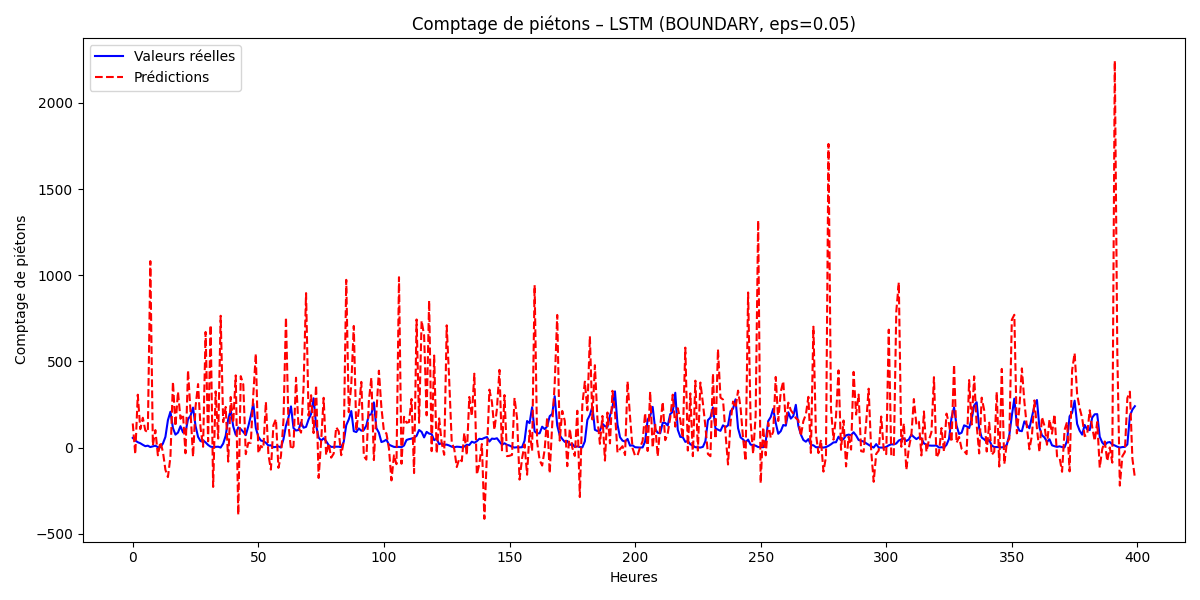 Comptage de piétons – LSTM (BOUNDARY, eps=0.05)
Valeurs réelles
Prédictions
Comptage de piétons
2000
1500
1000
500
0
−500
0 50 100 150 200 250 300 350 400
Heures